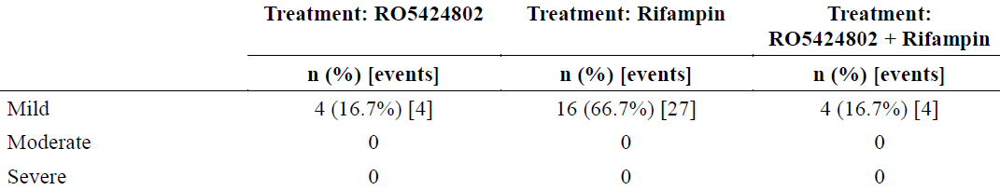 Treatment: RO5424802 Treatment: Rifampin Treatment:
RO5424802 + Rifampin
n (%) [events] n (%) [events] n (%) [events]
Mild 4 (16.7%) [4] 16 (66.7%) [27] 4 (16.7%) [4]
Moderate 0 0 0
Severe 0 0 0